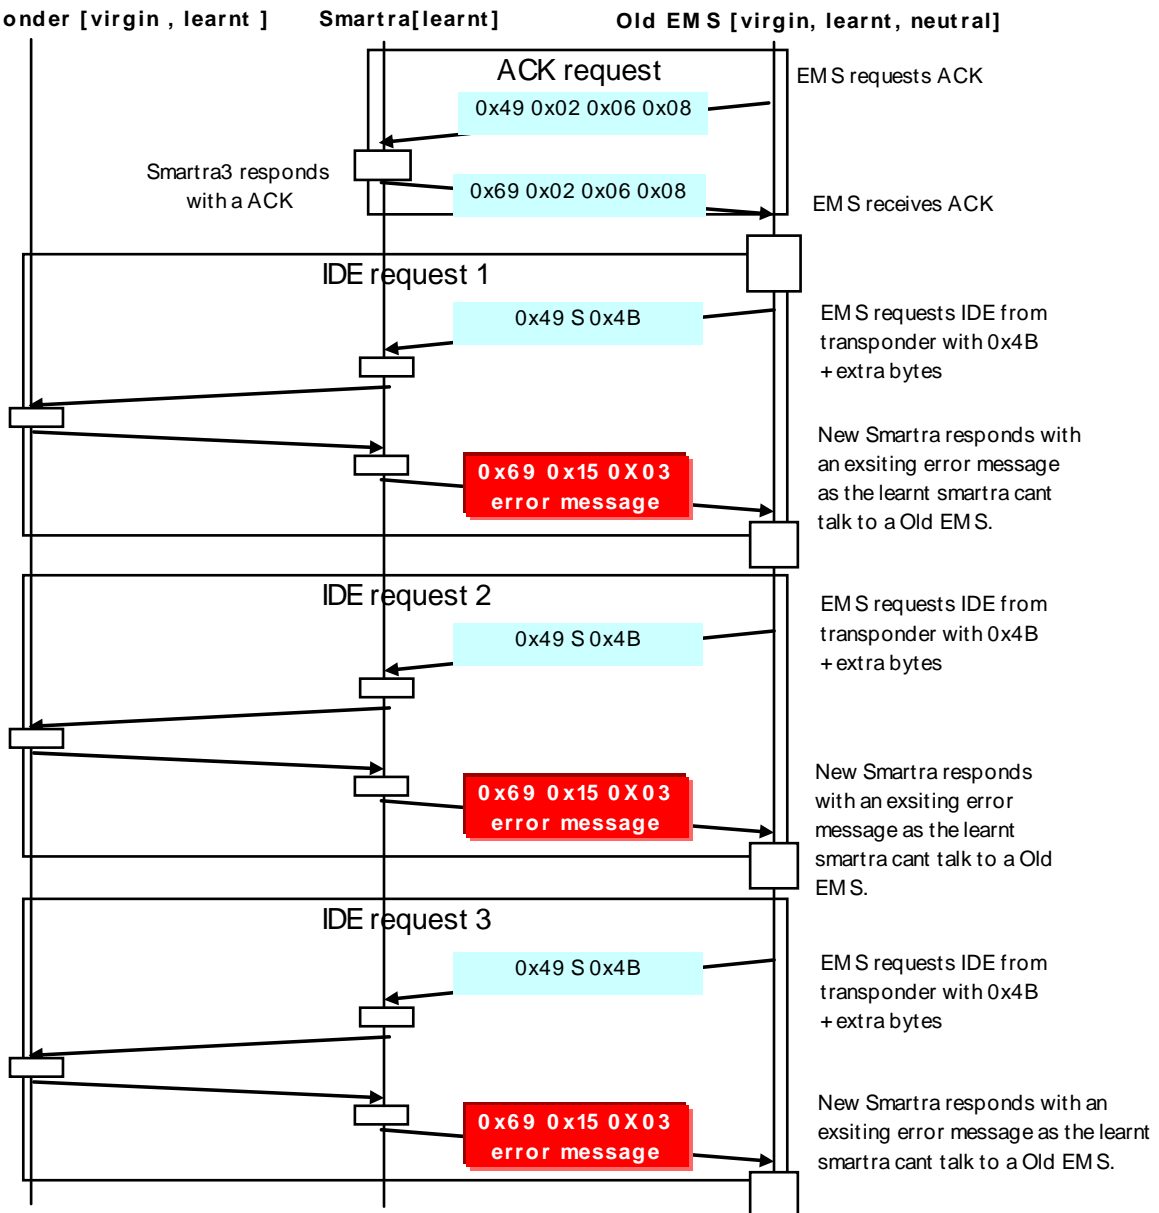 onder [virgin , learnt ]
Smartra[learnt]
Old EMS [virgin, learnt, neutral]
ACK request
EMS requests ACK
0x49 0x02 0x06 0x08
Smartra3 responds
with a ACK
0x69 0x02 0x06 0x08
EMS receives ACK
IDE request 1
0x49 S 0x4B
EMS requests IDE from
transponder with 0x4B
+ extra bytes
0x69 0x15 0X03
error message
New Smartra responds with
an exsiting error message
as the learnt smartra cant
talk to a Old EMS.
IDE request 2
0x49 S 0x4B
EMS requests IDE from
transponder with 0x4B
+ extra bytes
0x69 0x15 0X03
error message
New Smartra responds
with an exsiting error
message as the learnt
smartra cant talk to a Old
EMS.
IDE request 3
0x49 S 0x4B
EMS requests IDE from
transponder with 0x4B
+ extra bytes
0x69 0x15 0X03
error message
New Smartra responds with an
exsiting error message as the learnt
smartra cant talk to a Old EMS.